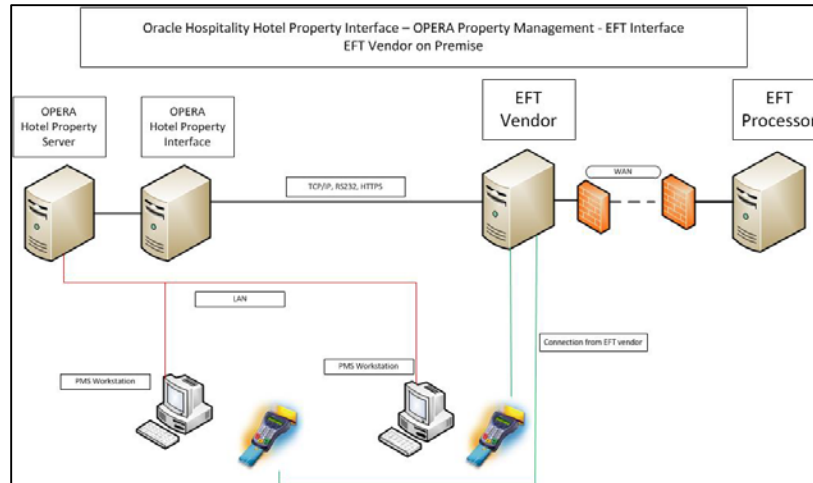 Oracle Hospitality Hotel Property Interface – OPERA Property Management - EFT Interface
EFT Vendor on Premise
OPERA
Hotel Property
Server
OPERA
Hotel Property
Interface
EFT
Vendor
EFT
Processor
WAN
TCP/IP, RS232, HTTPS
LAN
Connection from EFT vendor
PMS Workstation
PMS Workstation